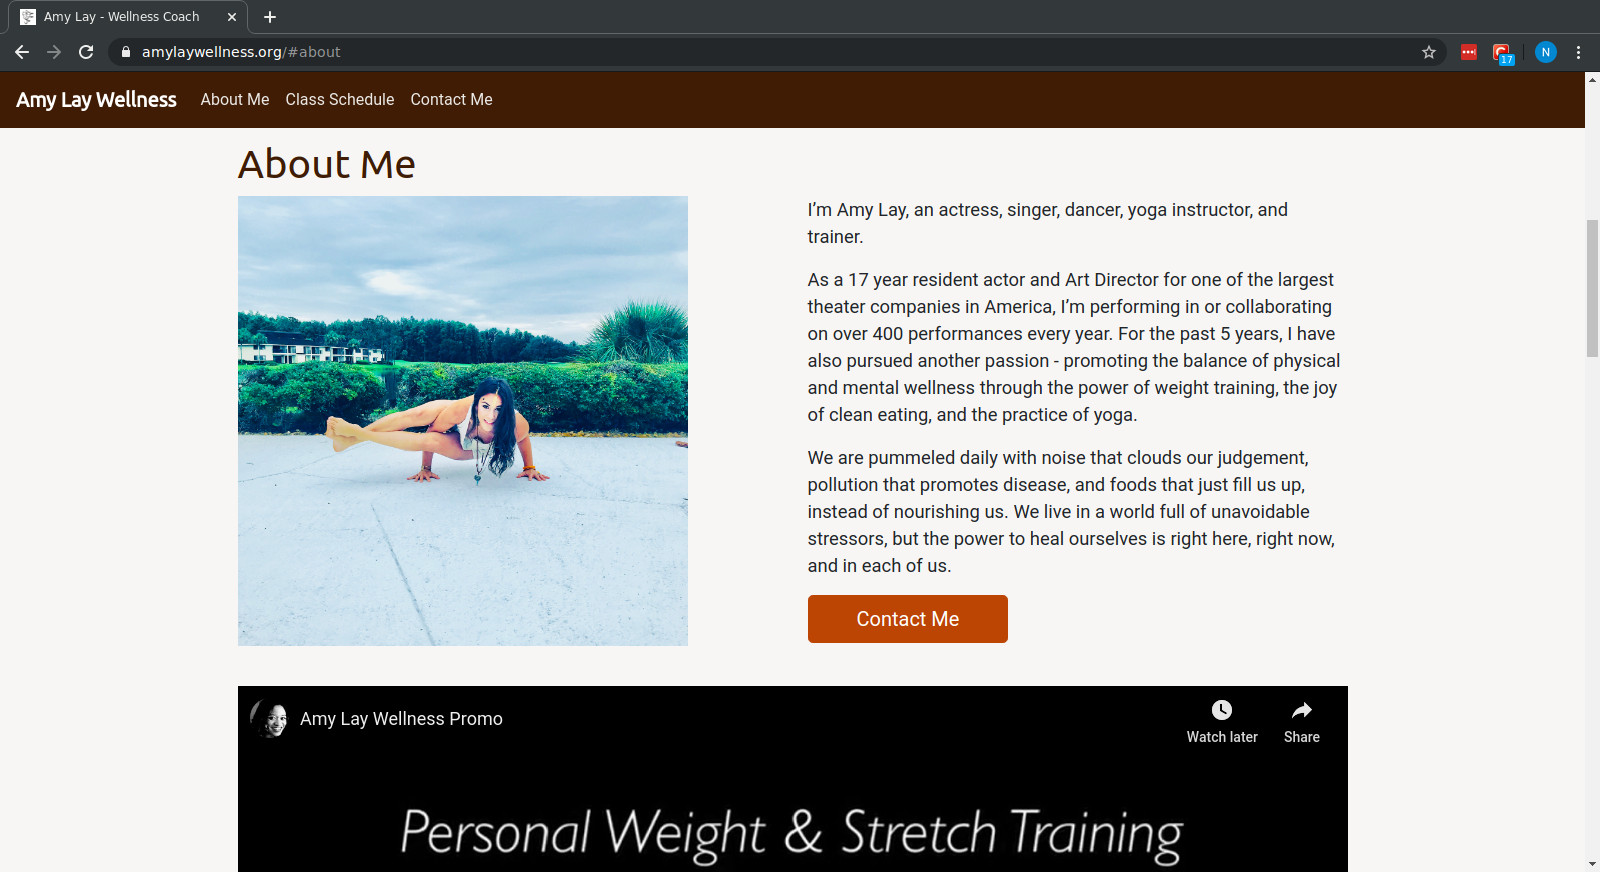 Amy Lay - Wellness Coach
amylaywellness.org/#about
17
N
Amy Lay Wellness About Me Class Schedule Contact Me
About Me
I’m Amy Lay, an actress, singer, dancer, yoga instructor, and
trainer.
As a 17 year resident actor and Art Director for one of the largest
theater companies in America, I’m performing in or collaborating
on over 400 performances every year. For the past 5 years, I have
also pursued another passion - promoting the balance of physical
and mental wellness through the power of weight training, the joy
of clean eating, and the practice of yoga.
We are pummeled daily with noise that clouds our judgement,
pollution that promotes disease, and foods that just fill us up,
instead of nourishing us. We live in a world full of unavoidable
stressors, but the power to heal ourselves is right here, right now,
and in each of us.
Contact Me
Amy Lay Wellness Promo
Watch later Share
Personal Weight & Stretch Training